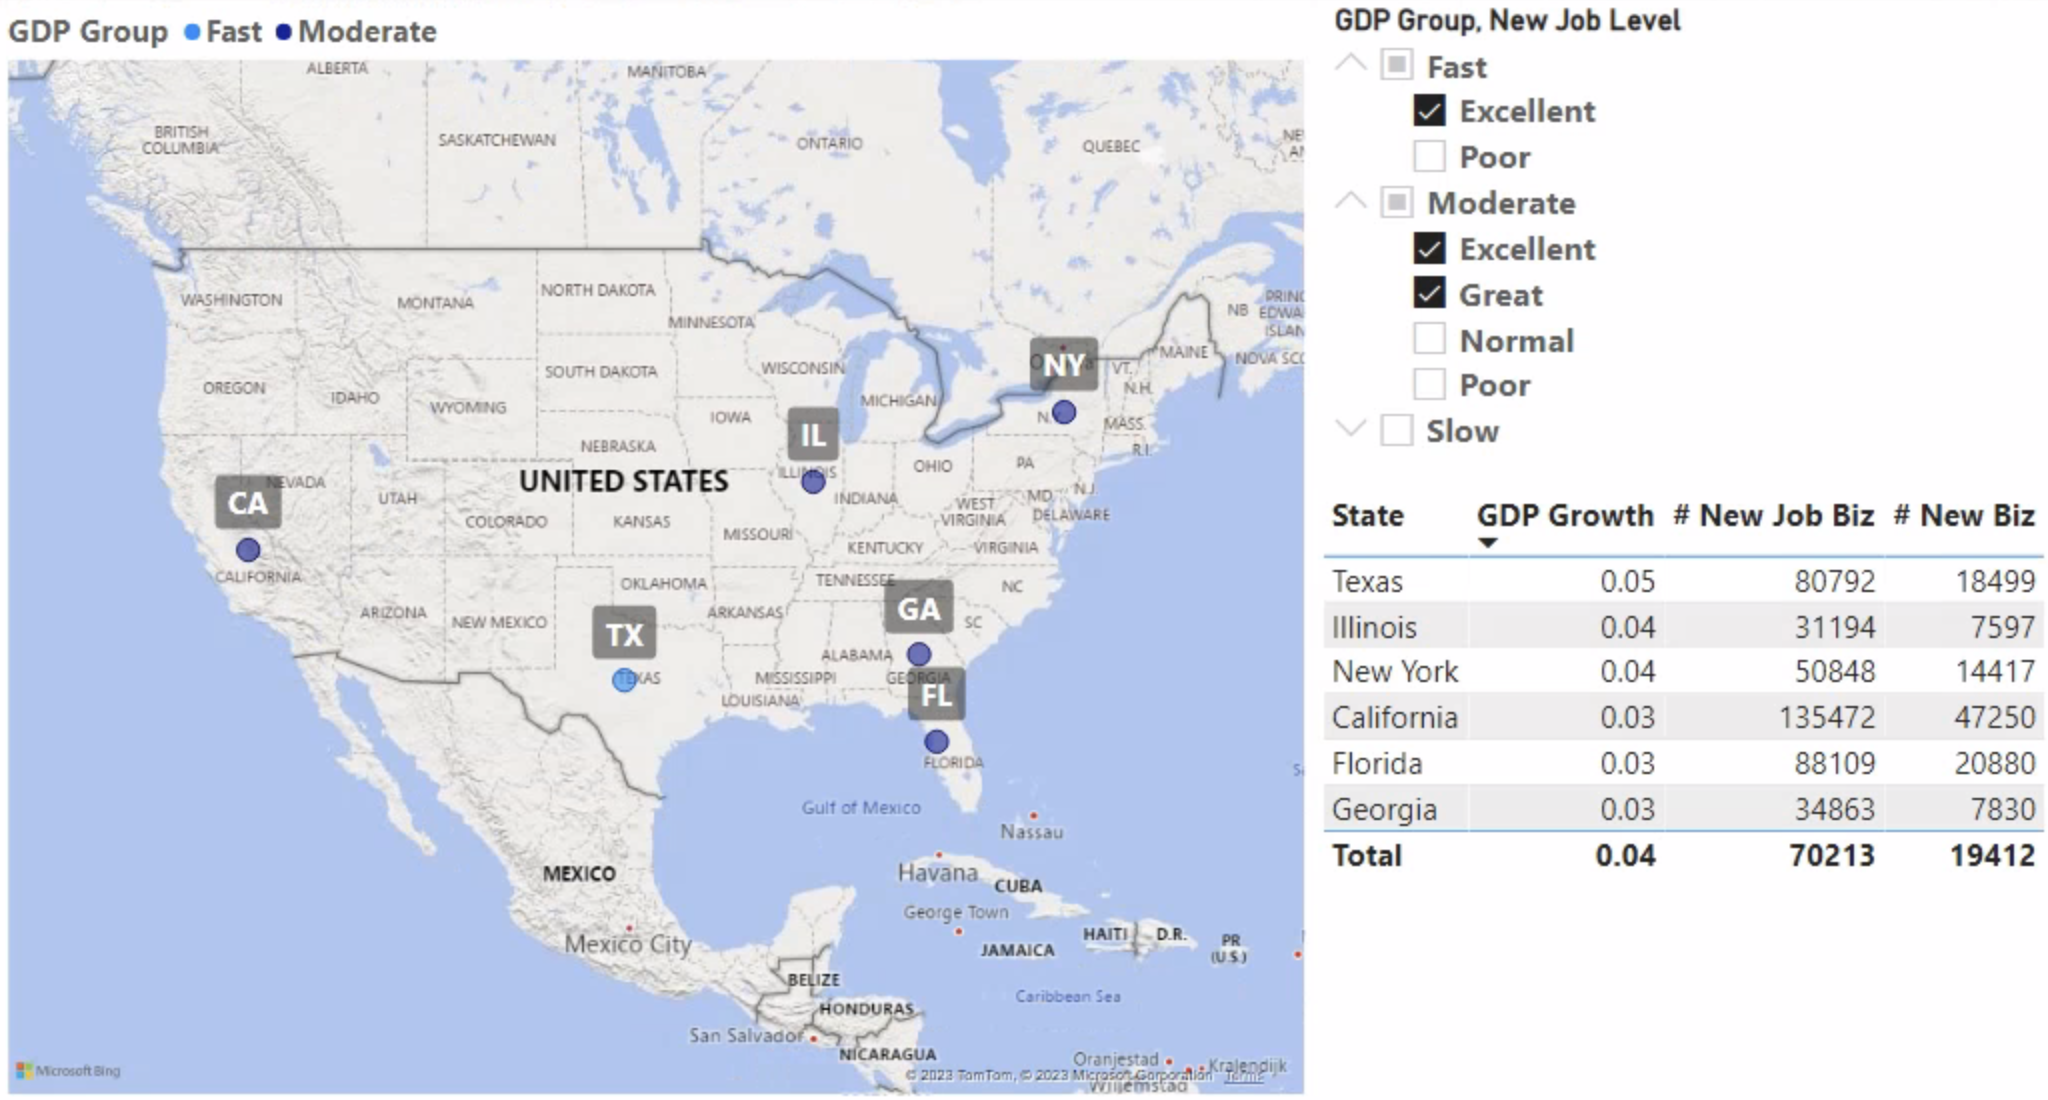 GDP Group Fast Moderate
ALBERTA
MANITOBA
BRITISH
COLUMBIA
SASKATCHEWAN
ONTARIO
QUEBEC
WASHINGTON
MONTANA
NORTH DAKOTA
MINNESOTA
NB
OREGON
IDAHO
WYOMING
SOUTH DAKOTA
WISCONSIN
MICHIGAN
NY
VT.
MAINE
N.H.
MASS.
R.I.
IOWA
NEBRASKA
IL
ILLINOIS
INDIANA
OHIO
PA
N.J.
MD
DELAWARE
CA
NEVADA
UTAH
UNITED STATES
COLORADO
KANSAS
MISSOURI
WEST
VIRGINIA
KENTUCKY
VIRGINIA
CALIFORNIA
ARIZONA
NEW MEXICO
OKLAHOMA
ARKANSAS
TENNESSEE
NC
TX
TEXAS
GA
SC
ALABAMA
MISSISSIPPI
GEORGIA
LOUISIANA
FL
FLORIDA
Gulf of Mexico
Nassau
MEXICO
Havana
CUBA
George Town
Mexico City
JAMAICA
HAITI
D.R.
PR
(U.S.)
BELIZE
Caribbean Sea
HONDURAS
San Salvador
NICARAGUA
Oranjestad
Kralendijk
Willemstad
Microsoft Bing
© 2023 TomTom, © 2023 Microsoft Corporation Terms
GDP Group, New Job Level
Fast
Excellent
Poor
Moderate
Excellent
Great
Normal
Poor
Slow
State GDP Growth # New Job Biz # New Biz
Texas 0.05 80792 18499
Illinois 0.04 31194 7597
New York 0.04 50848 14417
California 0.03 135472 47250
Florida 0.03 88109 20880
Georgia 0.03 34863 7830
Total 0.04 70213 19412